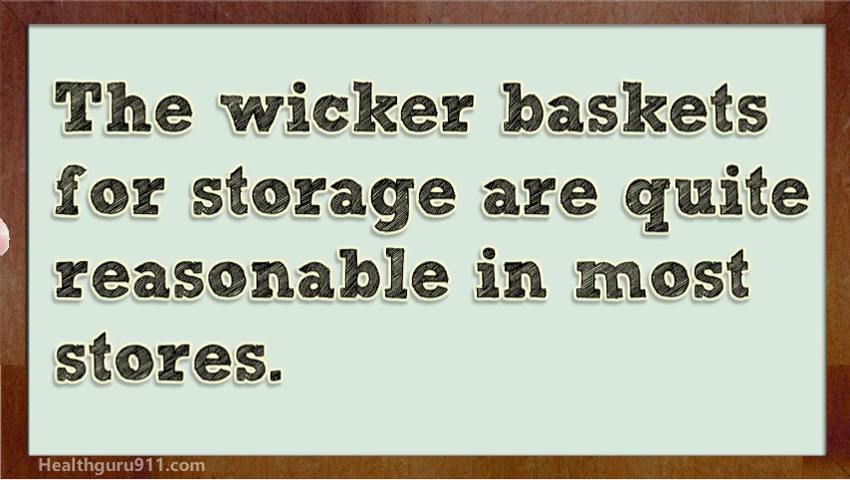 The wicker baskets
for storage are quite
reasonable in most
stores.
Healthguru911.com